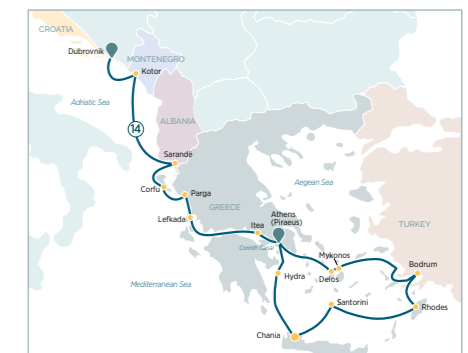 CROATIA
Dubrovnik
MONTENEGRO
Kotor
Adriatic Sea
14
ALBANIA
Sarandë
Corfu
Parga
Lefkada
GREECE
Itea
Athens
(Piraeus)
Corinth Canal
Aegean Sea
TURKEY
Mykonos
Delos
Bodrum
Hydra
Mediterranean Sea
Santorini
Rhodes
Chania